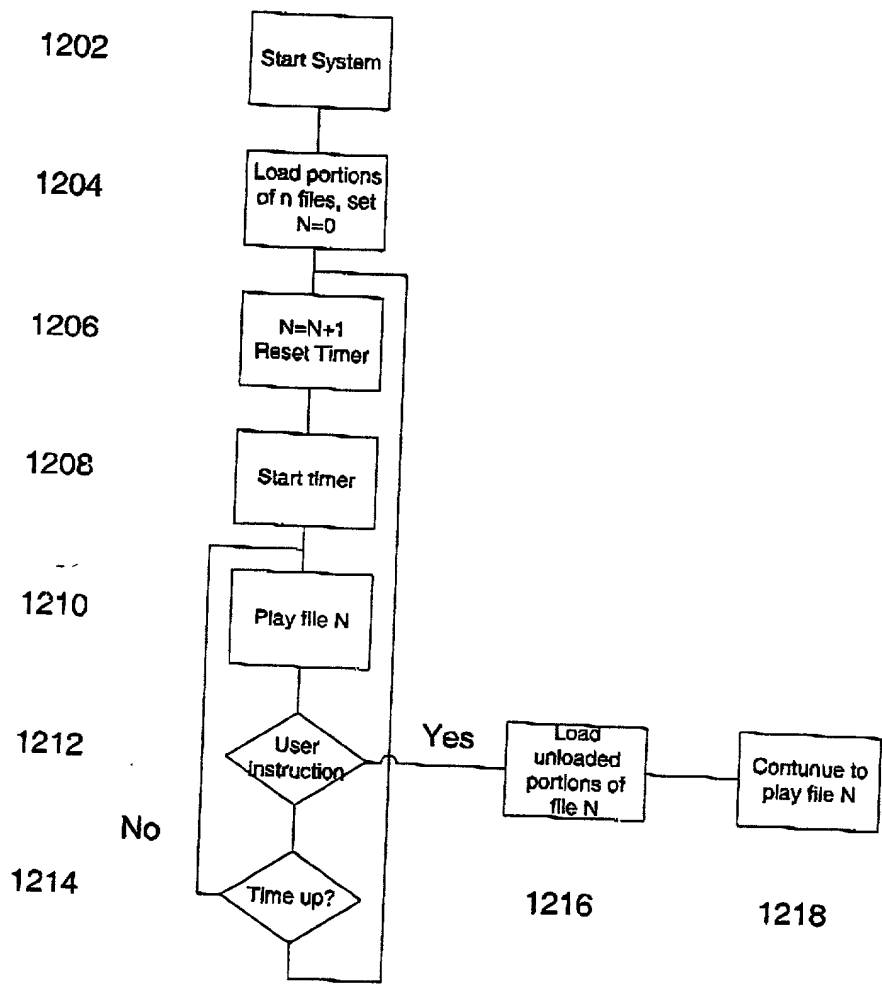 1202
Start System
1204
Load portions
of n files, set
N=0
1206
N=N+1
Reset Timer
1208
Start timer
1210
Play file N
1212
User
instruction
Yes
Load
unloaded
portions of
file N
Contunue to
play file N
No
1214
Time up?
1216
1218